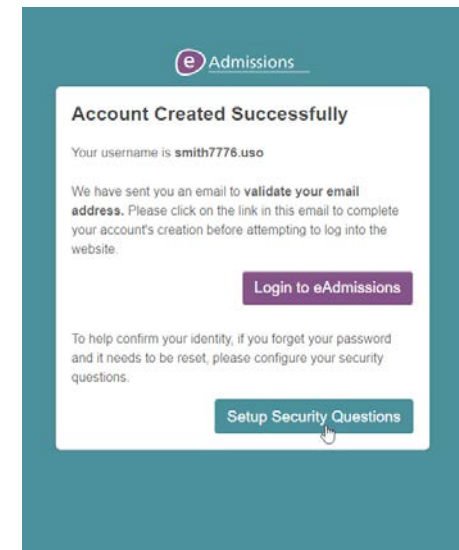 e Admissions
Account Created Successfully
Your username is smith7776.uso
We have sent you an email to validate your email
address. Please click on the link in this email to complete
your account's creation before attempting to log into the
website.
Login to eAdmissions
To help confirm your identity, if you forget your password
and it needs to be reset, please configure your security
questions.
Setup Security Questions